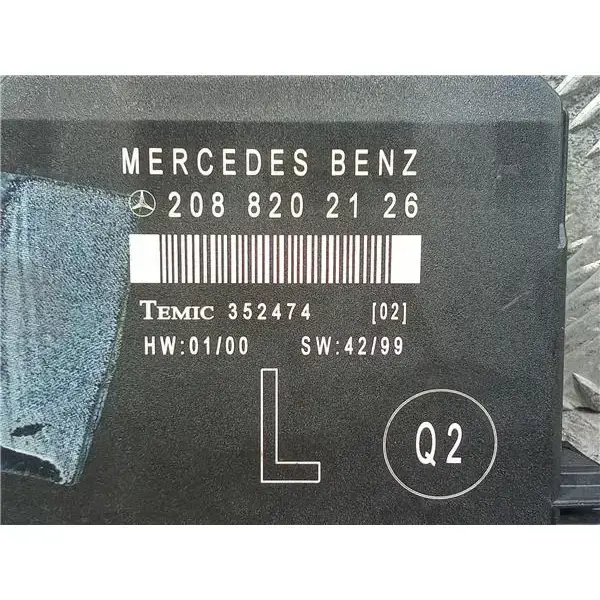 MERCEDES BENZ
208 820 21 26
TEMIC 352474 [02]
HW:01/00 SW:42/99
L
Q2